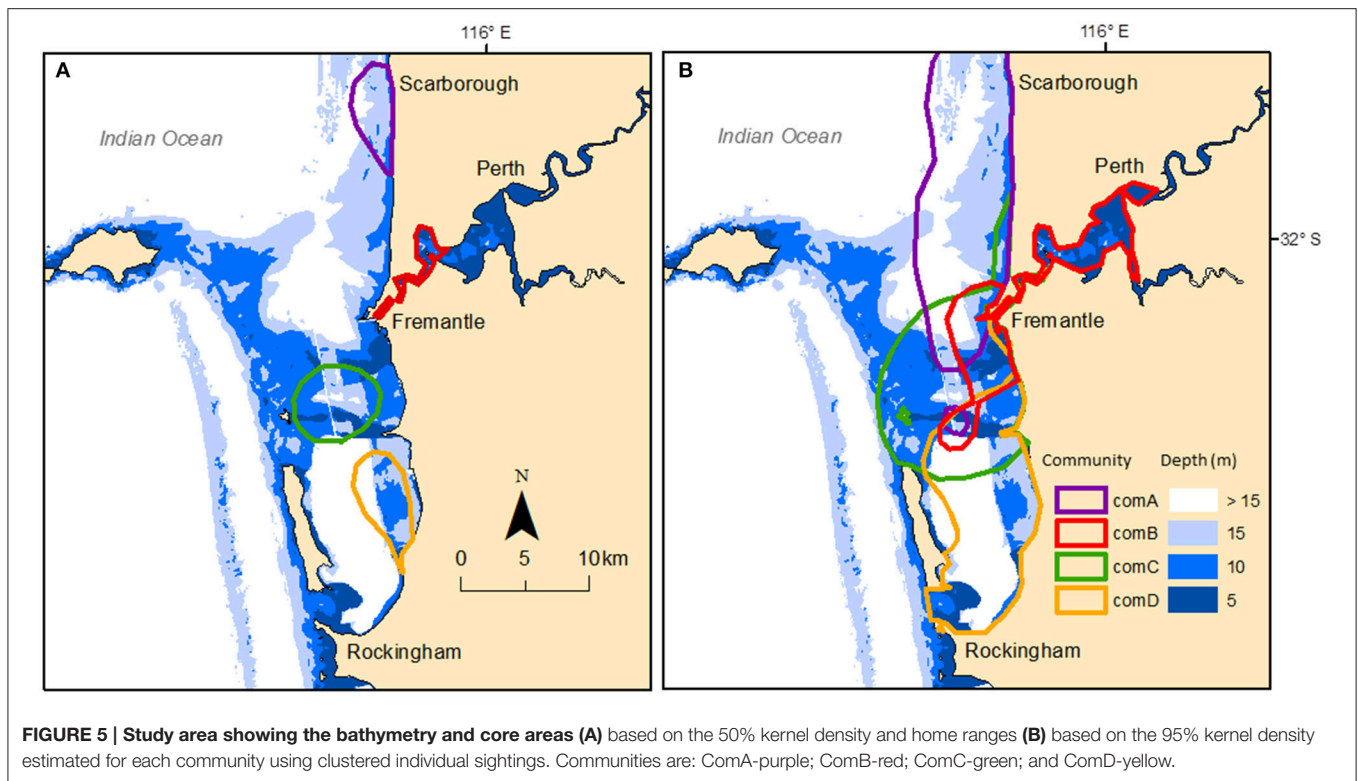 116° E
116° E
A
Scarborough
Indian Ocean
Perth
Fremantle
N
0 5 10km
Rockingham
B
Scarborough
Indian Ocean
Perth
32° S
Fremantle
Community Depth (m)
comA > 15
comB 15
comC 10
comD 5
Rockingham
FIGURE 5 | Study area showing the bathymetry and core areas (A) based on the 50% kernel density and home ranges (B) based on the 95% kernel density
estimated for each community using clustered individual sightings. Communities are: ComA-purple; ComB-red; ComC-green; and ComD-yellow.